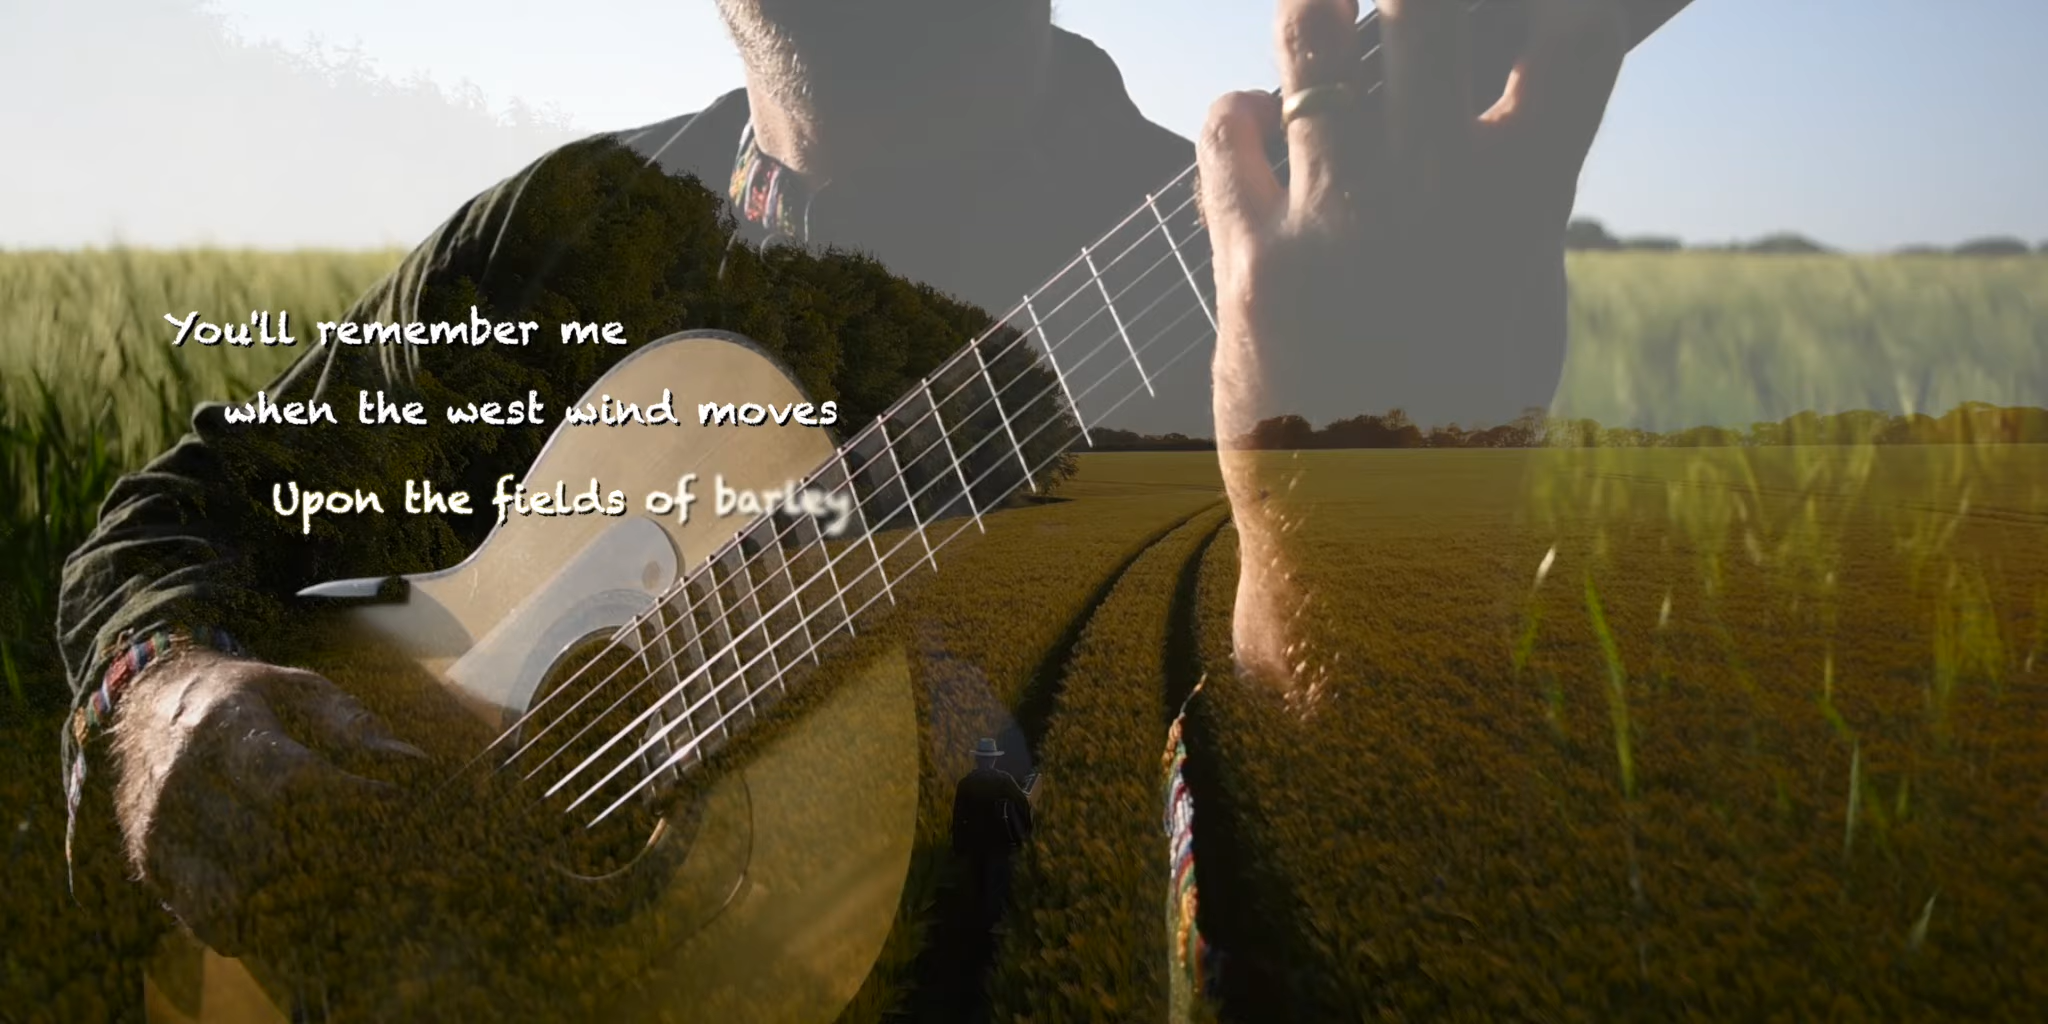 You'll remember me
when the west wind moves
Upon the fields of barley